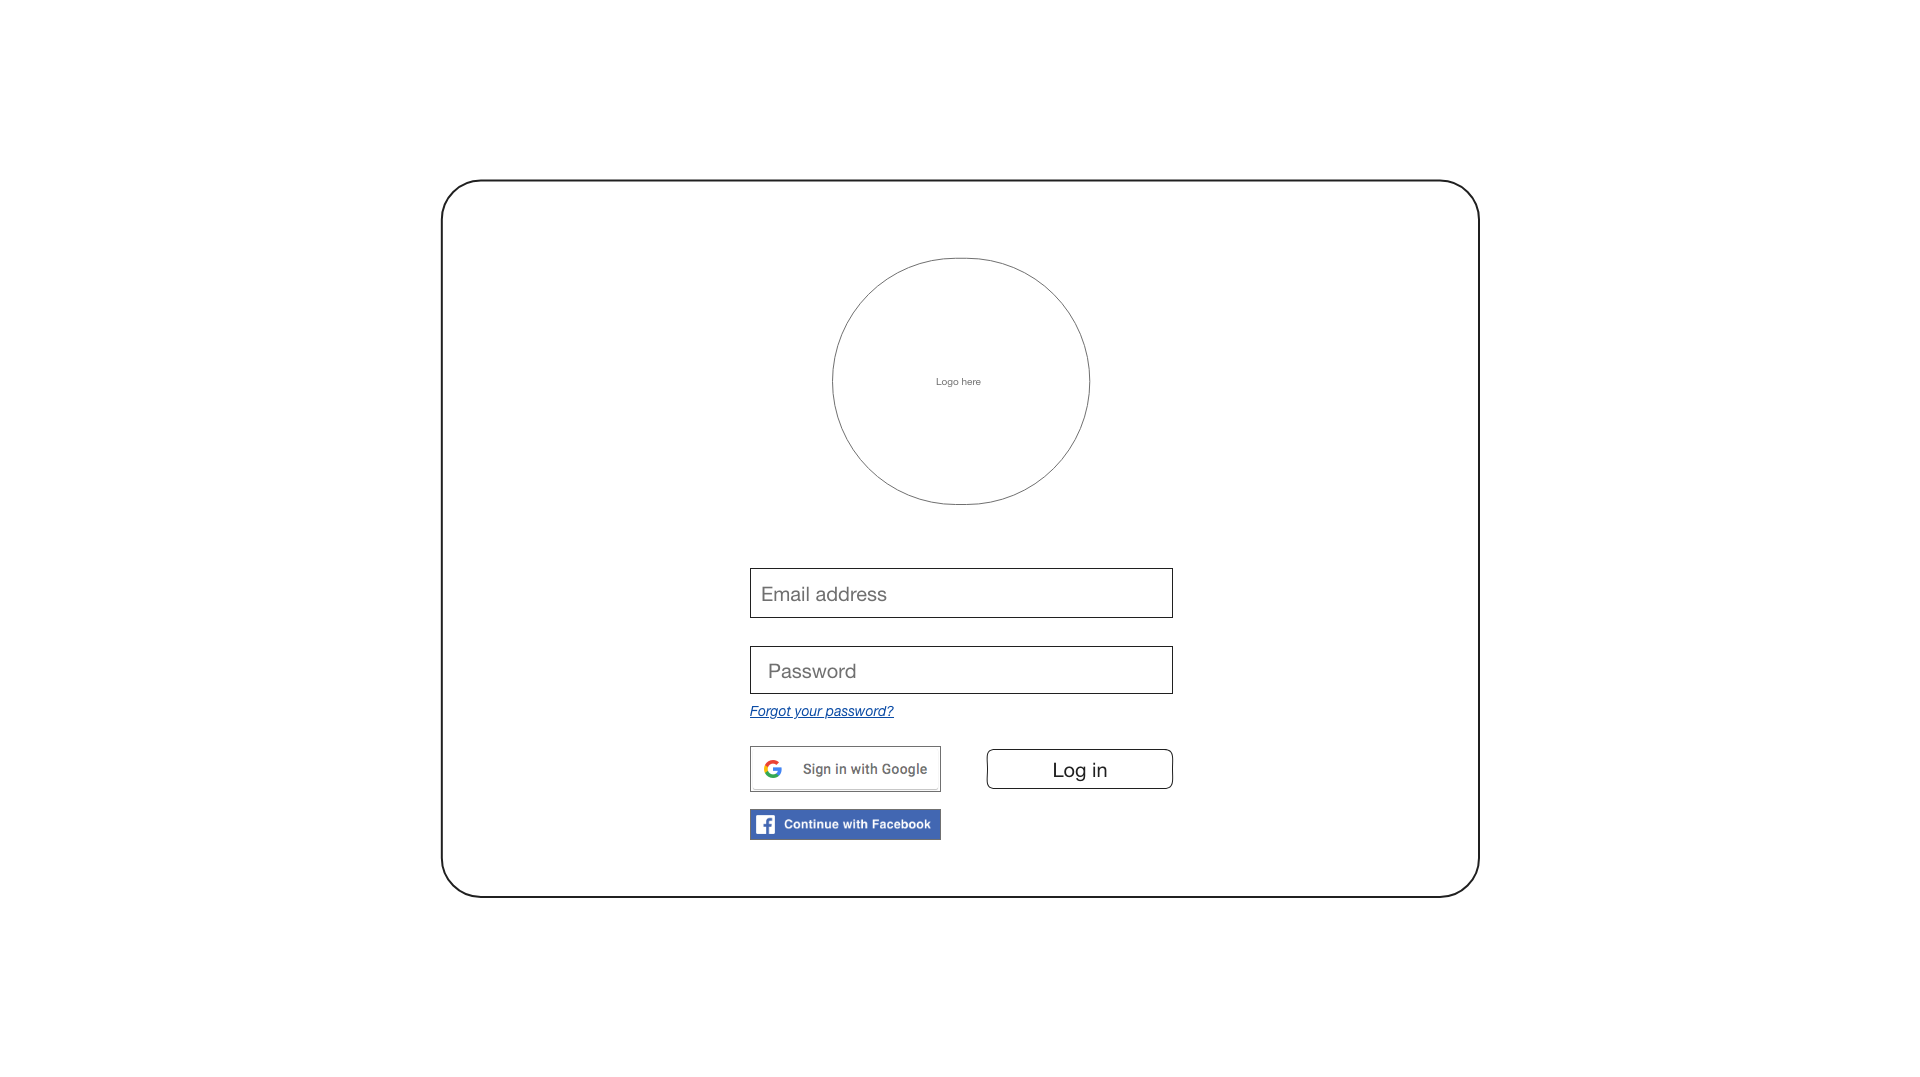 Logo here
Email address
Password
Forgot your password?
Sign in with Google
Log in
Continue with Facebook